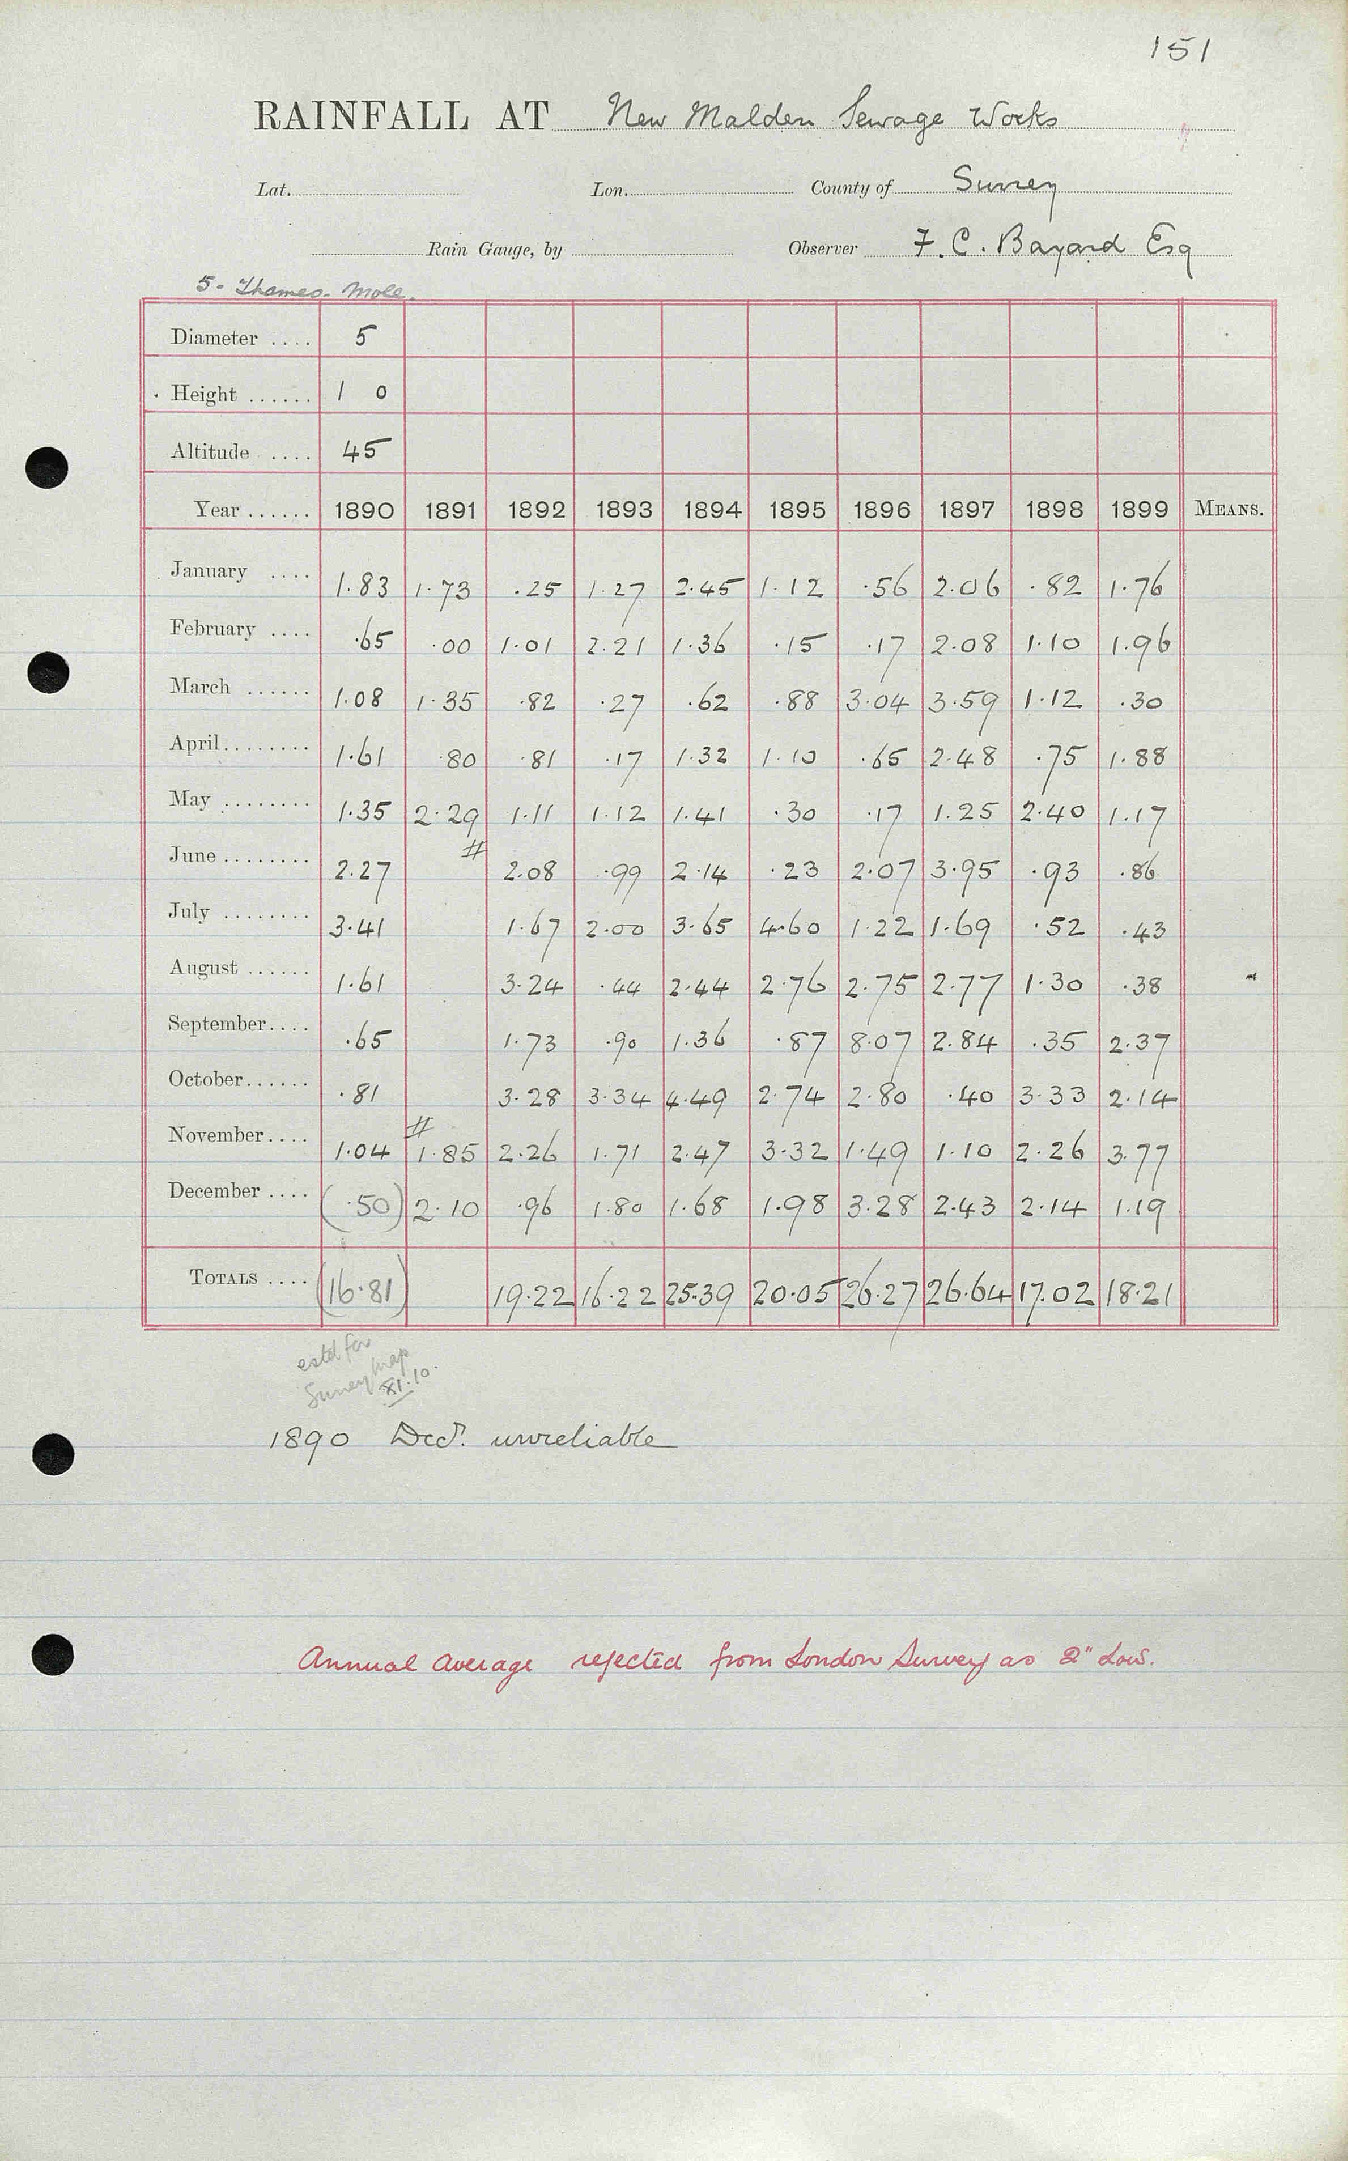 151
RAINFALL AT New Malden Sewage Works
Lat. Lon. County of Surrey
Rain Gauge, by Observer F. C. Bayard Esq
5 - Thames. Mole.
Diameter .... 5
Height ...... 1 0
Altitude .... 45
Year ...... 1890 1891 1892 1893 1894 1895 1896 1897 1898 1899 MEANS.
January .... 1.83 1.73 .25 1.27 2.45 1.12 .56 2.06 .82 1.76
February .... .65 .00 1.01 2.21 1.36 .15 .17 2.08 1.10 1.96
March ...... 1.08 1.35 .82 .27 .62 .88 3.04 3.59 1.12 .30
April........ 1.61 .80 .81 .17 1.32 1.10 .65 2.48 .75 1.88
May ........ 1.35 2.29 1.11 1.12 1.41 .30 .17 1.25 2.40 1.17
June ........ 2.27 # 2.08 .99 2.14 .23 2.07 3.95 .93 .86
July ........ 3.41 1.67 2.00 3.65 4.60 1.22 1.69 .52 .43
August ...... 1.61 3.24 .44 2.44 2.76 2.75 2.77 1.30 .38
September.... .65 1.73 .90 1.36 .87 8.07 2.84 .35 2.37
October...... .81 3.28 3.34 4.49 2.74 2.80 .40 3.33 2.14
November.... 1.04 # 1.85 2.26 1.71 2.47 3.32 1.49 1.10 2.26 3.77
December .... (.50) 2.10 .96 1.80 1.68 1.98 3.28 2.43 2.14 1.19
TOTALS .... (16.81) 19.22 16.22 25.39 20.05 26.27 26.64 17.02 18.21
estd for
Surrey Map
81.10.
1890 Decr. unreliable
Annual average rejected from London Survey as 2" Low.